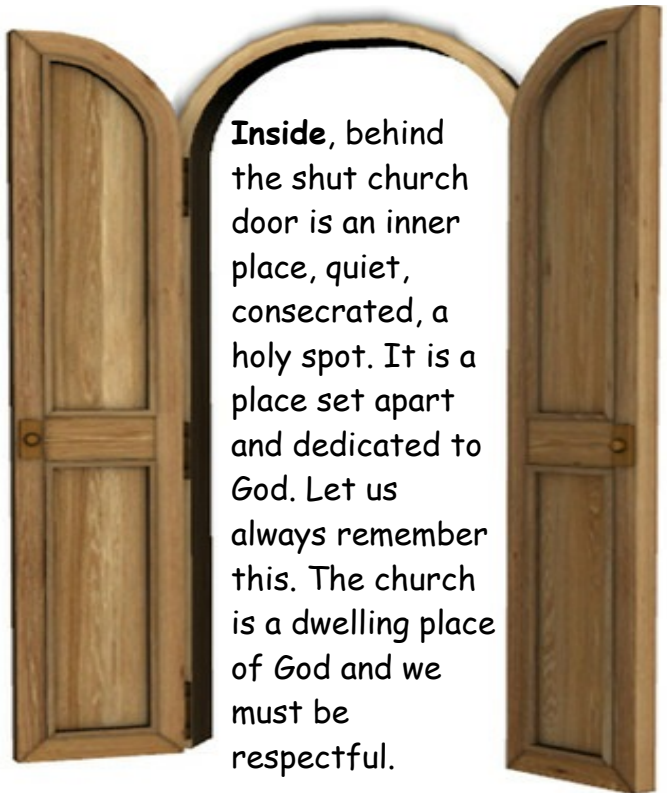 Inside, behind
the shut church
door is an inner
place, quiet,
consecrated, a
holy spot. It is a
place set apart
and dedicated to
God. Let us
always remember
this. The church
is a dwelling place
of God and we
must be
respectful.